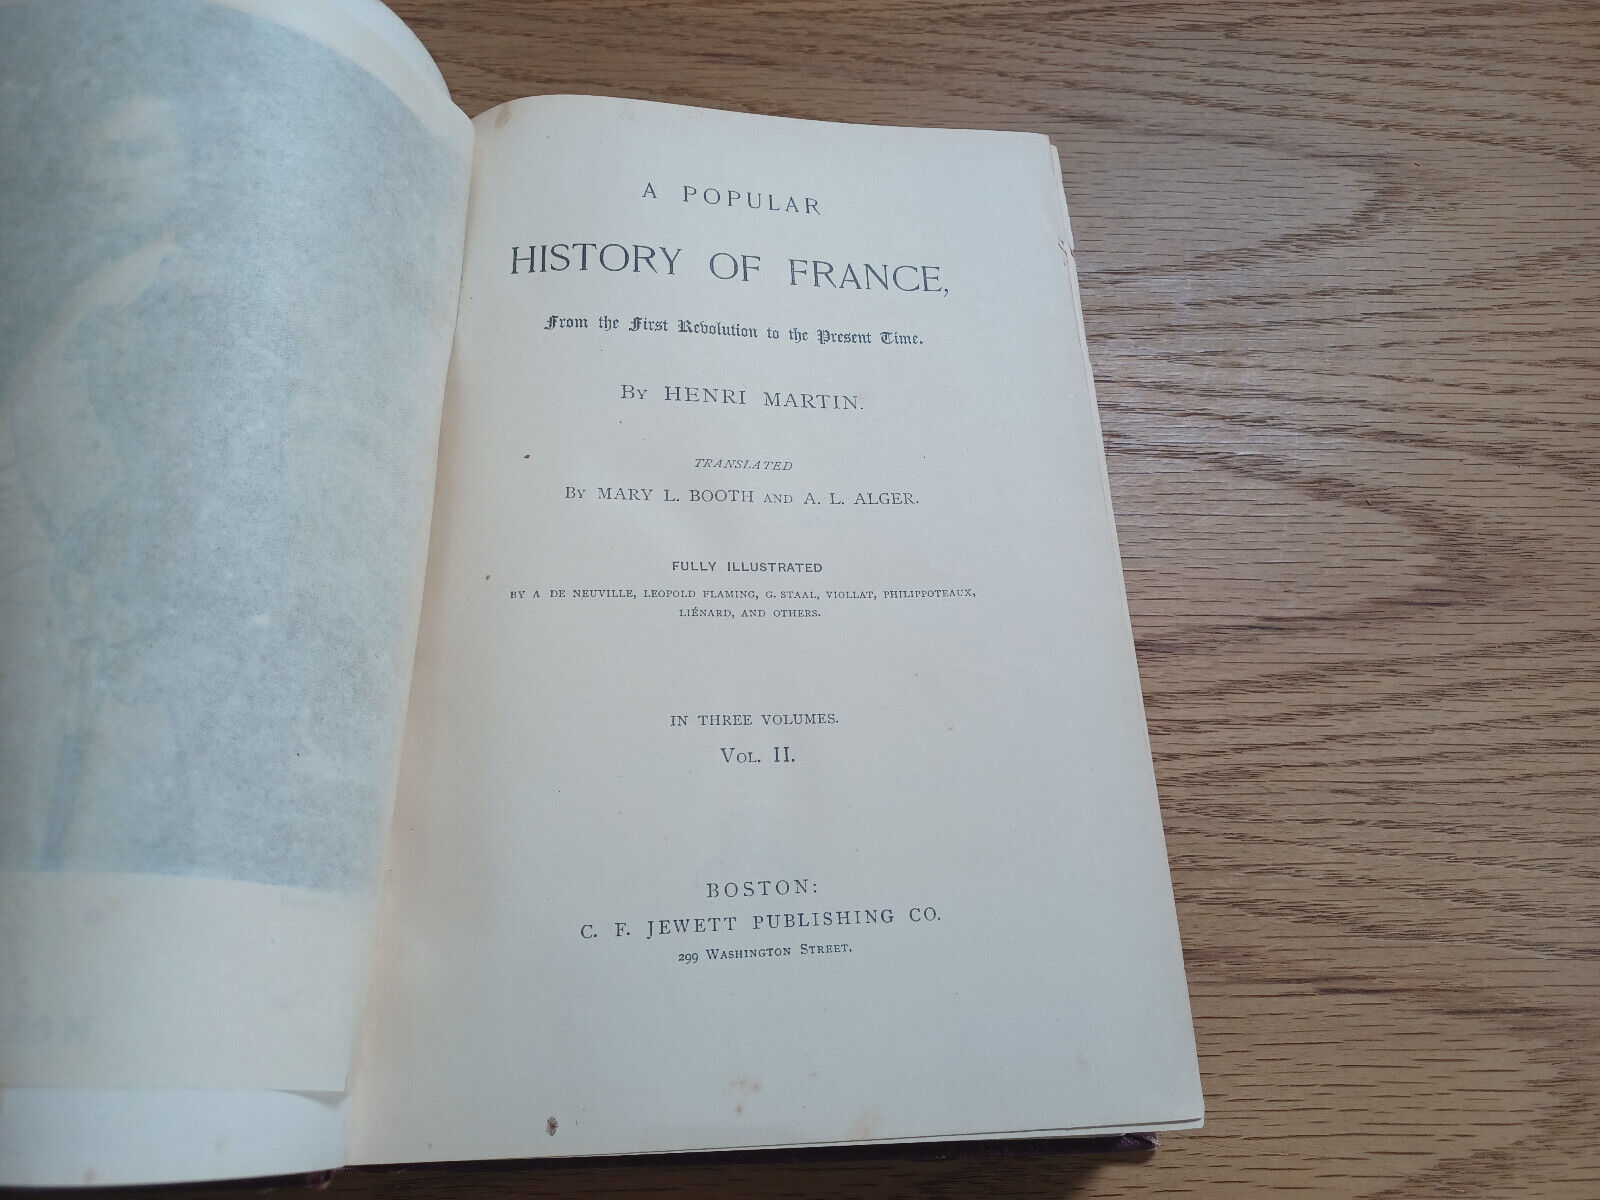 A POPULAR
HISTORY OF FRANCE,
From the First Revolution to the Present Time.
By HENRI MARTIN.
TRANSLATED
By MARY L. BOOTH AND A. L. ALGER.
FULLY ILLUSTRATED
BY A DE NEUVILLE, LEOPOLD FLAMING, G. STAAL, VIOLLAT, PHILIPPOTEAUX,
LIÉNARD, AND OTHERS.
IN THREE VOLUMES.
VOL. II.
BOSTON:
C. F. JEWETT PUBLISHING CO.
299 WASHINGTON STREET.